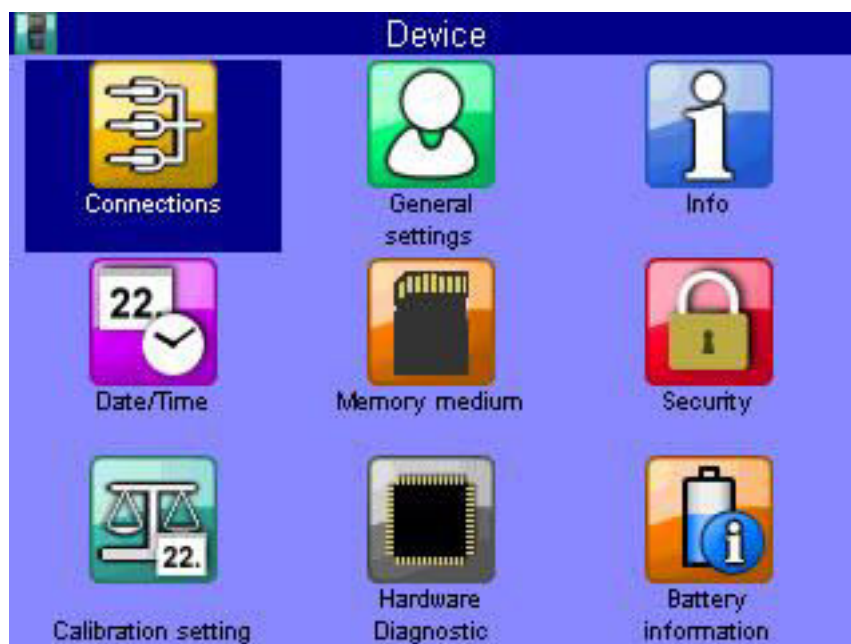 Device
Connections
General
settings
Info
22.
Date/Time
Memory medium
Security
22.
Calibration setting
Hardware
Diagnostic
Battery
information